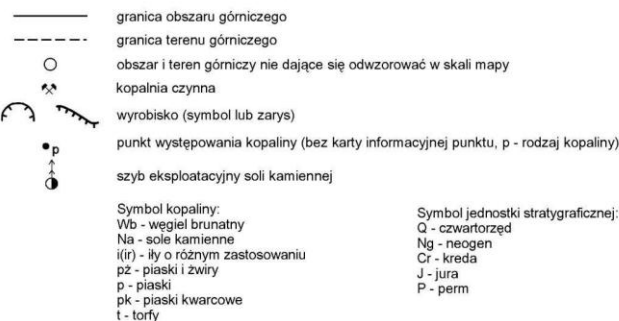 granica obszaru górniczego
granica terenu górniczego
obszar i teren górniczy nie dające się odwzorować w skali mapy
kopalnia czynna
wyrobisko (symbol lub zarys)
p
punkt występowania kopaliny (bez karty informacyjnej punktu, p - rodzaj kopaliny)
szyb eksploatacyjny soli kamiennej
Symbol kopaliny:
Wb - węgiel brunatny
Na - sole kamienne
i(ir) - iły o różnym zastosowaniu
pż - piaski i żwiry
p - piaski
pk - piaski kwarcowe
t - torfy
Symbol jednostki stratygraficznej:
Q - czwartorzęd
Ng - neogen
Cr - kreda
J - jura
P - perm